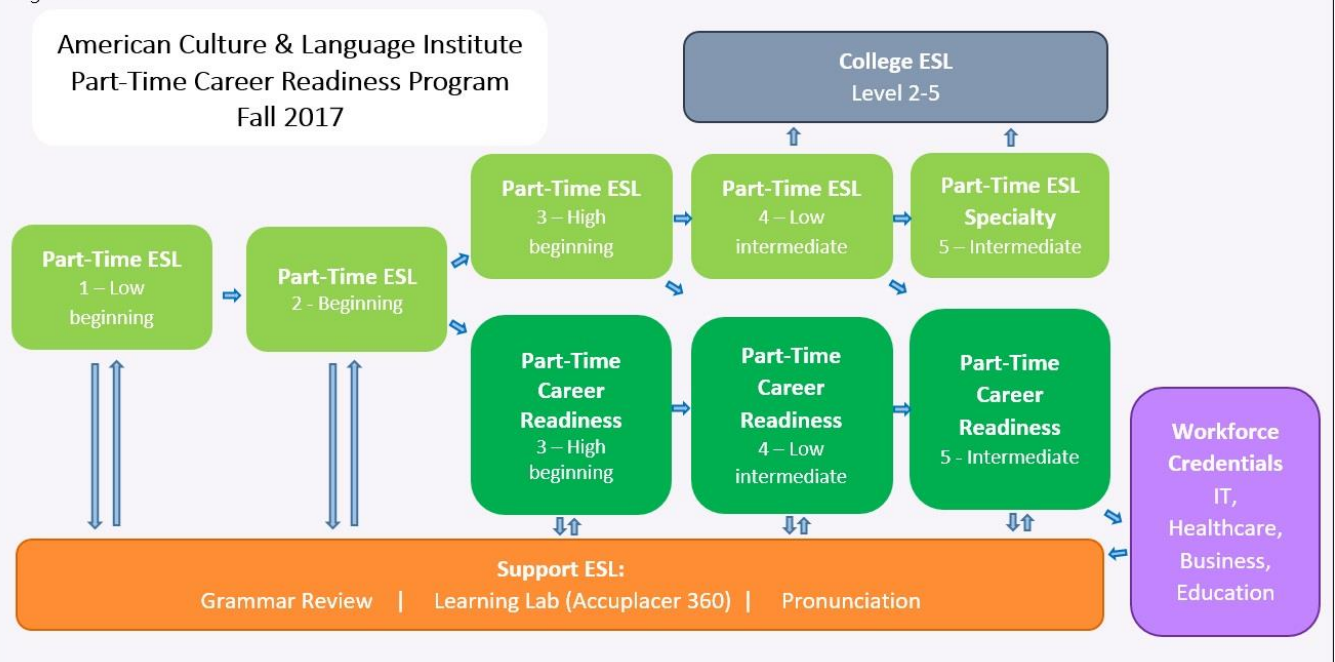 American Culture & Language Institute
Part-Time Career Readiness Program
Fall 2017
College ESL
Level 2-5
Part-Time ESL
1 – Low
beginning
Part-Time ESL
2 - Beginning
Part-Time ESL
3 – High
beginning
Part-Time ESL
4 – Low
intermediate
Part-Time ESL
Specialty
5 – Intermediate
Part-Time
Career
Readiness
3 – High
beginning
Part-Time
Career
Readiness
4 – Low
intermediate
Part-Time
Career
Readiness
5 - Intermediate
Workforce
Credentials
IT,
Healthcare,
Business,
Education
Support ESL:
Grammar Review | Learning Lab (Accuplacer 360) | Pronunciation